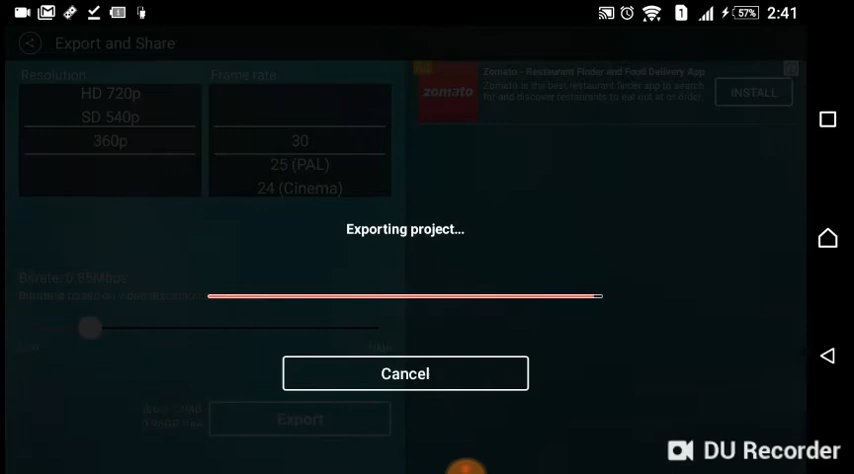 57% 2:41
Export and Share
Resolution
Frame rate
HD 720p
SD 540p
360p
30
25 (PAL)
24 (Cinema)
zomato
Zomato - Restaurant Finder and Food Delivery App
Zomato is the best restaurant finder app to search
for and discover restaurants to eat out at or order
INSTALL
Exporting project...
Bitrate: 0.85Mbps
Cancel
Export
DU Recorder